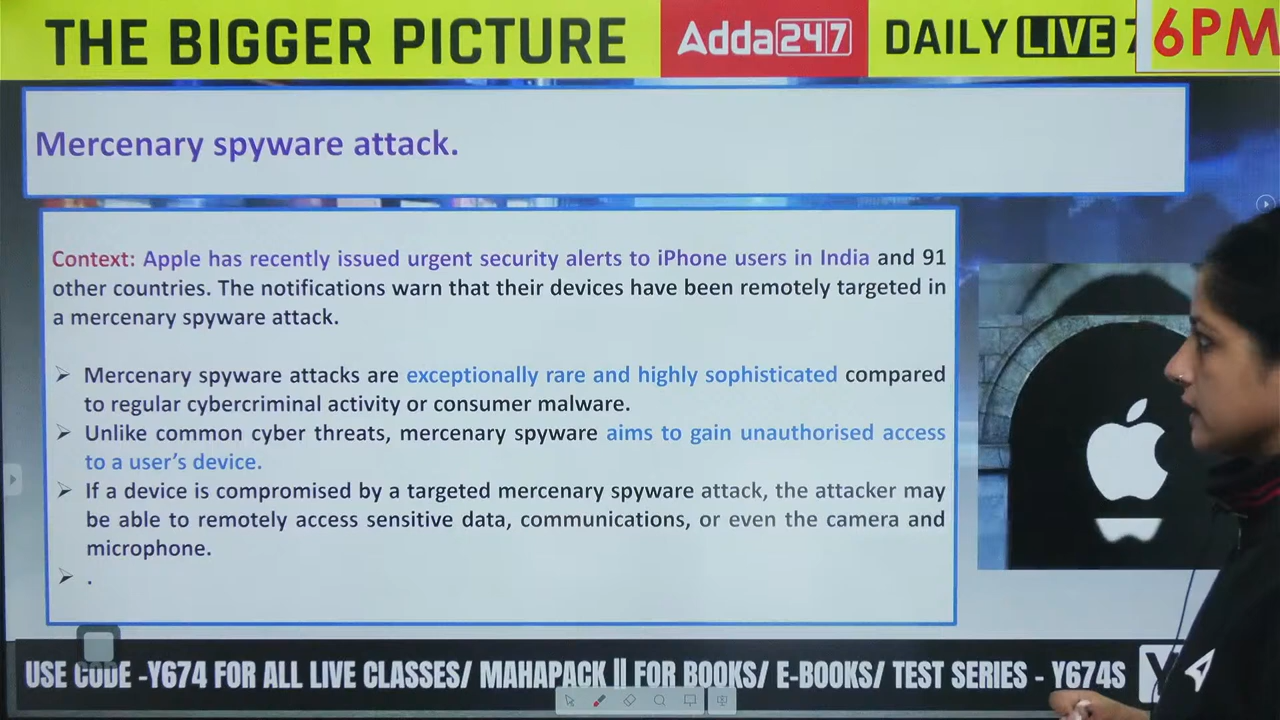 THE BIGGER PICTURE
Adda247
DAILY LIVE 7
6PM
Mercenary spyware attack.
Context: Apple has recently issued urgent security alerts to iPhone users in India and 91
other countries. The notifications warn that their devices have been remotely targeted in
a mercenary spyware attack.
➢ Mercenary spyware attacks are exceptionally rare and highly sophisticated compared
to regular cybercriminal activity or consumer malware.
➢ Unlike common cyber threats, mercenary spyware aims to gain unauthorised access
to a user's device.
➢ If a device is compromised by a targeted mercenary spyware attack, the attacker may
be able to remotely access sensitive data, communications, or even the camera and
microphone.
➢ .
USE CODE -Y674 FOR ALL LIVE CLASSES/ MAHAPACK || FOR BOOKS/ E-BOOKS/ TEST SERIES - Y674S